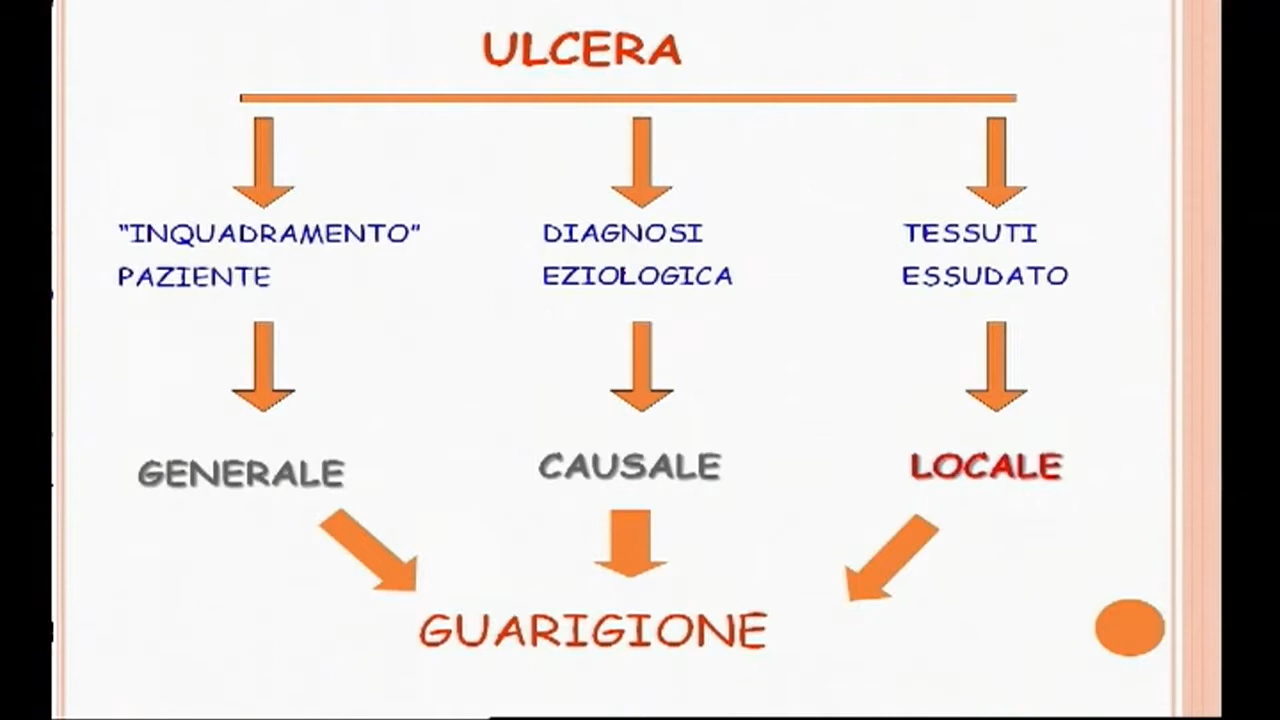 ULCERA
"INQUADRAMENTO"
PAZIENTE
DIAGNOSI
EZIOLOGICA
TESSUTI
ESSUDATO
GENERALE
CAUSALE
LOCALE
GUARIGIONE